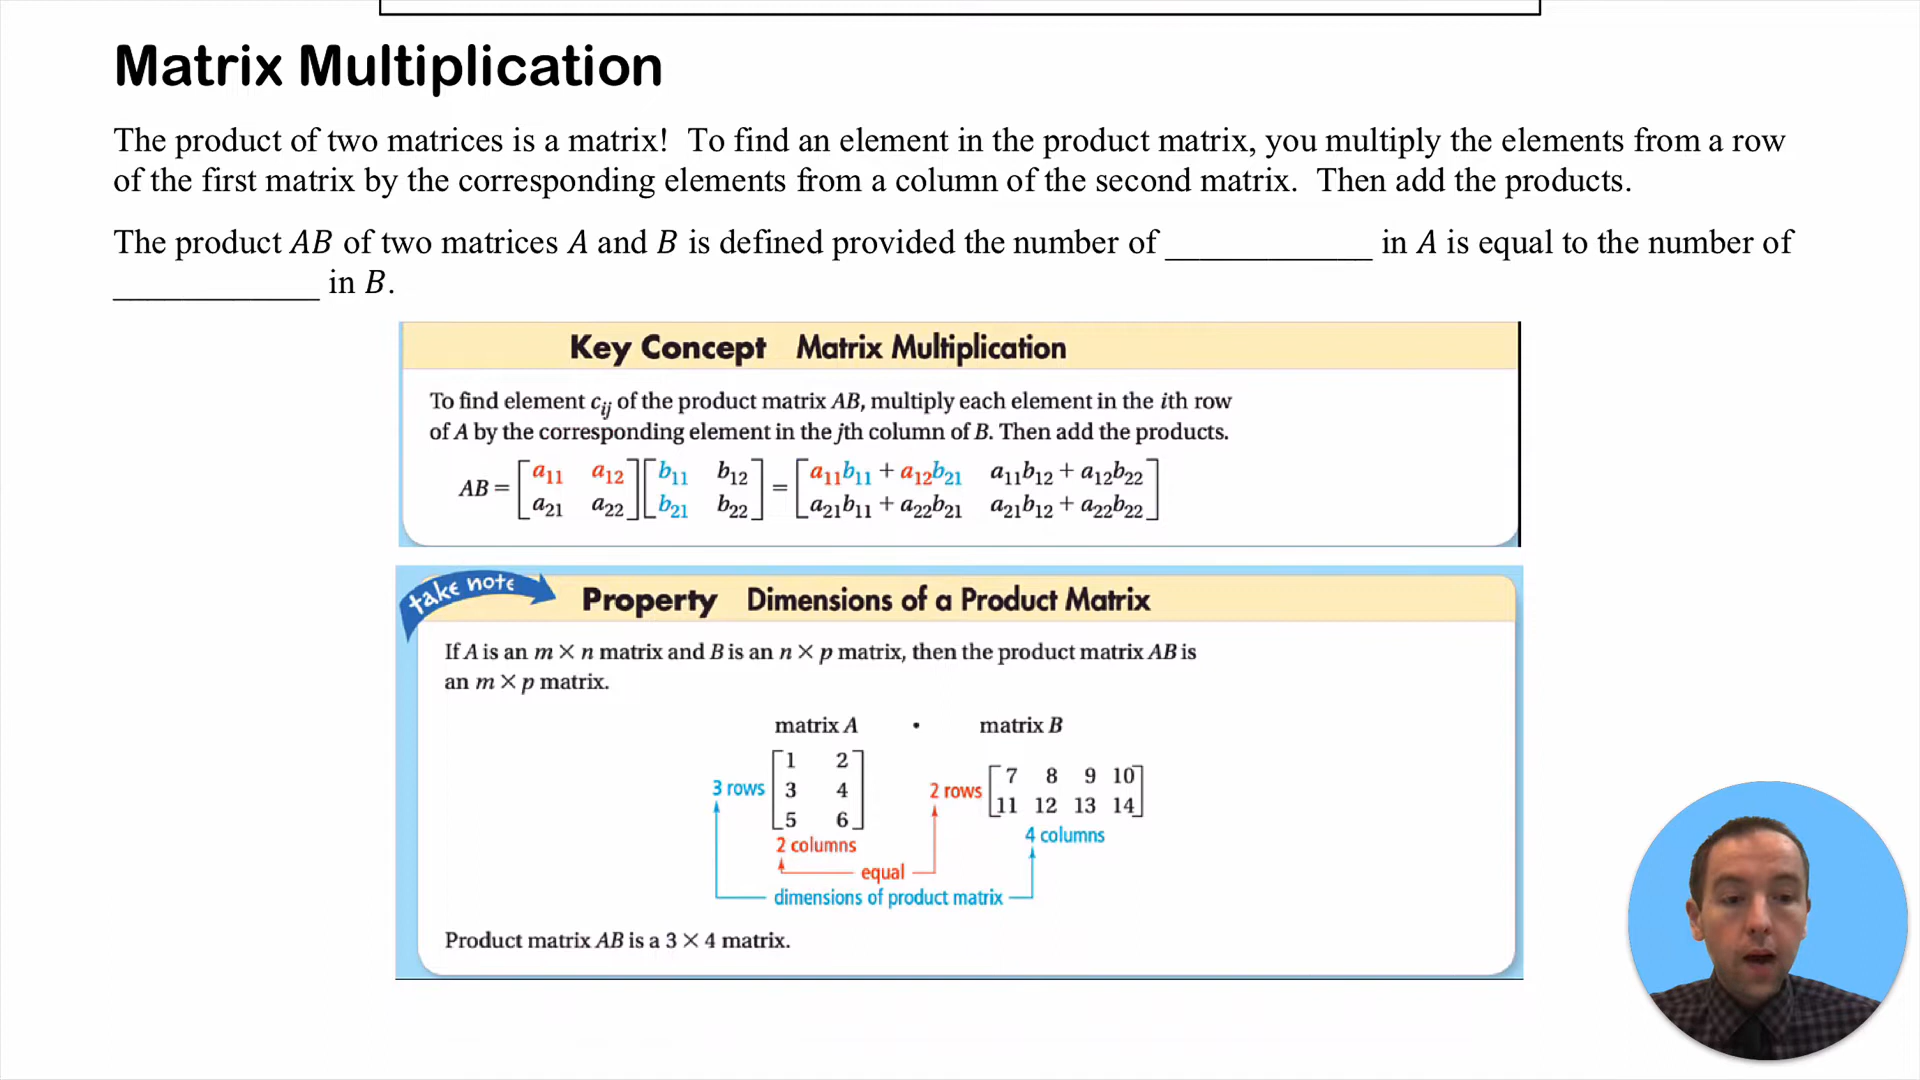 Matrix Multiplication
The product of two matrices is a matrix! To find an element in the product matrix, you multiply the elements from a row
of the first matrix by the corresponding elements from a column of the second matrix. Then add the products.
The product AB of two matrices A and B is defined provided the number of ____________ in A is equal to the number of
____________ in B.
Key Concept Matrix Multiplication
To find element c_ij of the product matrix AB, multiply each element in the ith row
of A by the corresponding element in the jth column of B. Then add the products.
AB = [a11 a12] [b11 b12] = [a11b11 + a12b21 a11b12 + a12b22]
[a21 a22] [b21 b22] [a21b11 + a22b21 a21b12 + a22b22]
take note
Property Dimensions of a Product Matrix
If A is an m × n matrix and B is an n × p matrix, then the product matrix AB is
an m × p matrix.
matrix A • matrix B
1 2
3 rows 3 4
5 6
2 columns
2 rows 7 8 9 10
11 12 13 14
4 columns
equal
dimensions of product matrix
Product matrix AB is a 3 × 4 matrix.